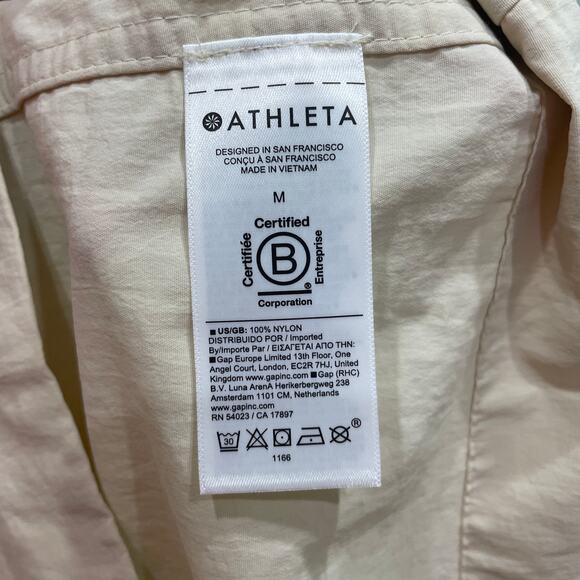 ATHLETA
DESIGNED IN SAN FRANCISCO
CONÇU À SAN FRANCISCO
MADE IN VIETNAM
M
Certified
Certifiée
B
Entreprise
®
Corporation
US/GB: 100% NYLON
DISTRIBUIDO POR / Imported
By/Importe Par / ΕΙΣΑΓΕΤΑΙ ΑΠΟ ΤΗΝ:
Gap Europe Limited 13th Floor, One
Angel Court, London, EC2R 7HJ, United
Kingdom www.gapinc.com Gap (RHC)
B.V. Luna ArenA Herikerbergweg 238
Amsterdam 1101 CM, Netherlands
www.gapinc.com
RN 54023 / CA 17897
30
®
1166